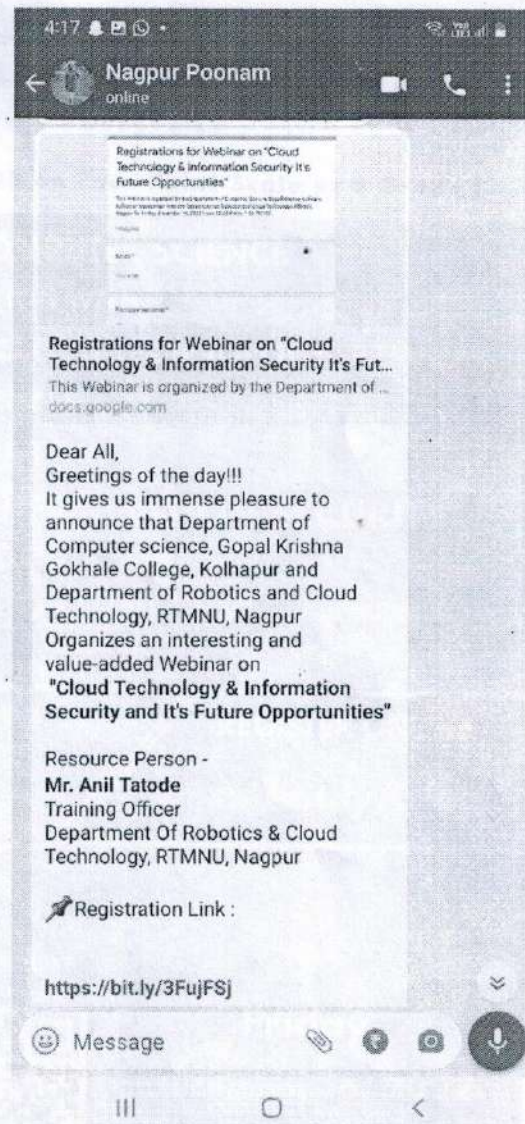 4:17
Nagpur Poonam
online
Registrations for Webinar on "Cloud
Technology & Information Security It's
Future Opportunities"
Registrations for Webinar on "Cloud
Technology & Information Security It's Fut...
This Webinar is organized by the Department of ...
docs.google.com
Dear All,
Greetings of the day!!!
It gives us immense pleasure to
announce that Department of
Computer science, Gopal Krishna
Gokhale College, Kolhapur and
Department of Robotics and Cloud
Technology, RTMNU, Nagpur
Organizes an interesting and
value-added Webinar on
"Cloud Technology & Information
Security and It's Future Opportunities"
Resource Person -
Mr. Anil Tatode
Training Officer
Department Of Robotics & Cloud
Technology, RTMNU, Nagpur
📌Registration Link :
https://bit.ly/3FujFSj
Message